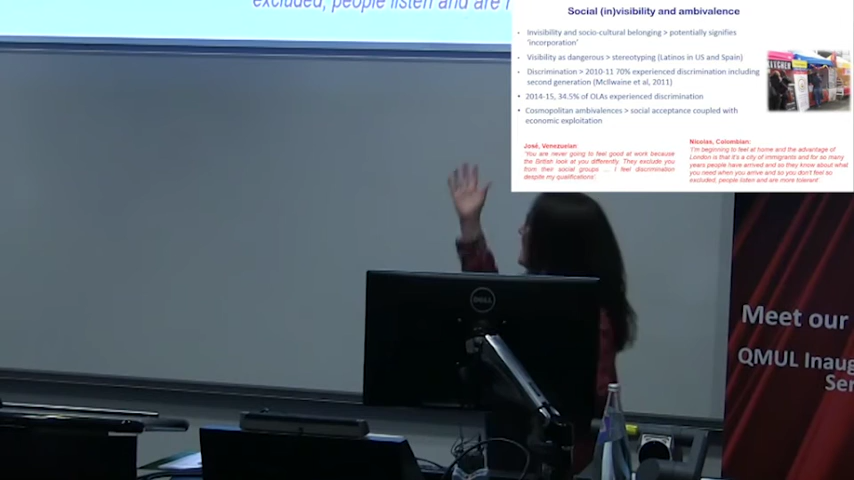 excluded, people listen and are
Social (in)visibility and ambivalence
• Invisibility and socio-cultural belonging > potentially signifies
'incorporation'
• Visibility as dangerous > stereotyping (Latinos in US and Spain)
• Discrimination > 2010-11 70% experienced discrimination including
second generation (McIlwaine et al, 2011)
• 2014-15, 34.5% of OLAs experienced discrimination
• Cosmopolitan ambivalences > social acceptance coupled with
economic exploitation
José, Venezuelan
'You are never going to feel good at work because
the British look at you differently. They exclude you
from their social groups ... I feel discrimination
despite my qualifications'.
Nicolas, Colombian:
'I'm beginning to feel at home and the advantage of
London is that it's a city of immigrants and for so many
years people have arrived and so they know about what
you need when you arrive and so you don't feel so
excluded, people listen and are more tolerant'.
DELL
Meet our
QMUL Inaug
Ser